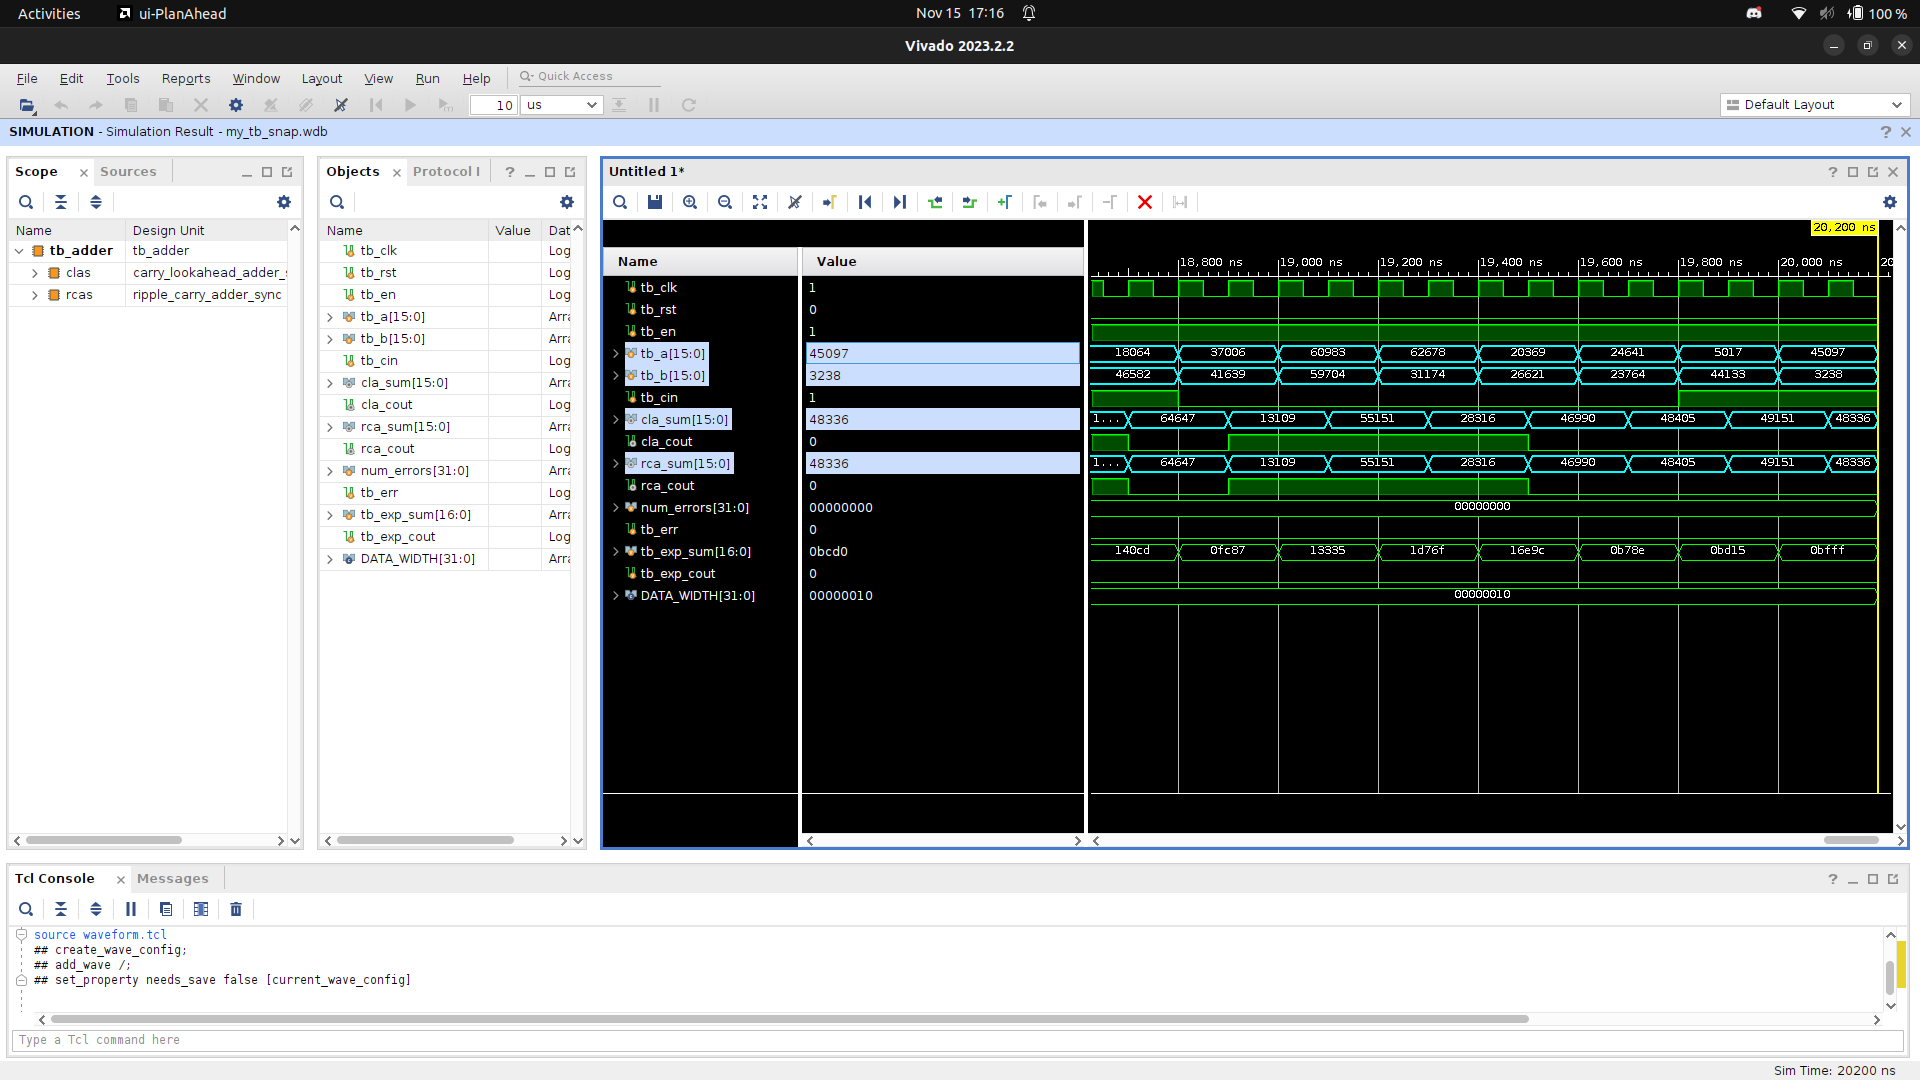 Activities ui-PlanAhead Nov 15 17:16 100 %
Vivado 2023.2.2
File Edit Tools Reports Window Layout View Run Help Quick Access
10 us Default Layout
SIMULATION - Simulation Result - my_tb_snap.wdb
Scope Sources
Name Design Unit
tb_adder tb_adder
clas carry_lookahead_adder_s
rcas ripple_carry_adder_sync
Objects Protocol I
Name Value Dat
tb_clk Log
tb_rst Log
tb_en Log
tb_a[15:0] Arra
tb_b[15:0] Arra
tb_cin Log
cla_sum[15:0] Arra
cla_cout Log
rca_sum[15:0] Arra
rca_cout Log
num_errors[31:0] Arra
tb_err Log
tb_exp_sum[16:0] Arra
tb_exp_cout Log
DATA_WIDTH[31:0] Arra
Untitled 1*
20,200 ns
Name Value 18,800 ns 19,000 ns 19,200 ns 19,400 ns 19,600 ns 19,800 ns 20,000 ns 20
tb_clk 1
tb_rst 0
tb_en 1
tb_a[15:0] 45097 18064 37006 60983 62678 20369 24641 5017 45097
tb_b[15:0] 3238 46582 41639 59704 31174 26621 23764 44133 3238
tb_cin 1
cla_sum[15:0] 48336 1... 64647 13109 55151 28316 46990 48405 49151 48336
cla_cout 0
rca_sum[15:0] 48336 1... 64647 13109 55151 28316 46990 48405 49151 48336
rca_cout 0
num_errors[31:0] 00000000 00000000
tb_err 0
tb_exp_sum[16:0] 0bcd0 140cd 0fc87 13335 1d76f 16e9c 0b78e 0bd15 0bfff
tb_exp_cout 0
DATA_WIDTH[31:0] 00000010 00000010
Tcl Console Messages
source waveform.tcl
## create_wave_config;
## add_wave /;
## set_property needs_save false [current_wave_config]
Type a Tcl command here
Sim Time: 20200 ns